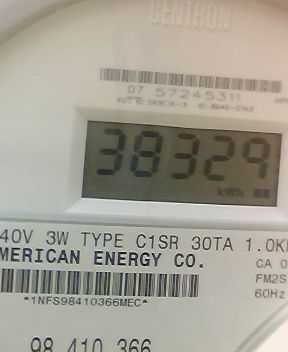 CENTRON
07 57245311
38329
kWh
40V 3W TYPE C1SR 30TA 1.0K
MERICAN ENERGY CO.
CA 0
FM2S
*1NFS98410366MEC*
60Hz
98 410 366